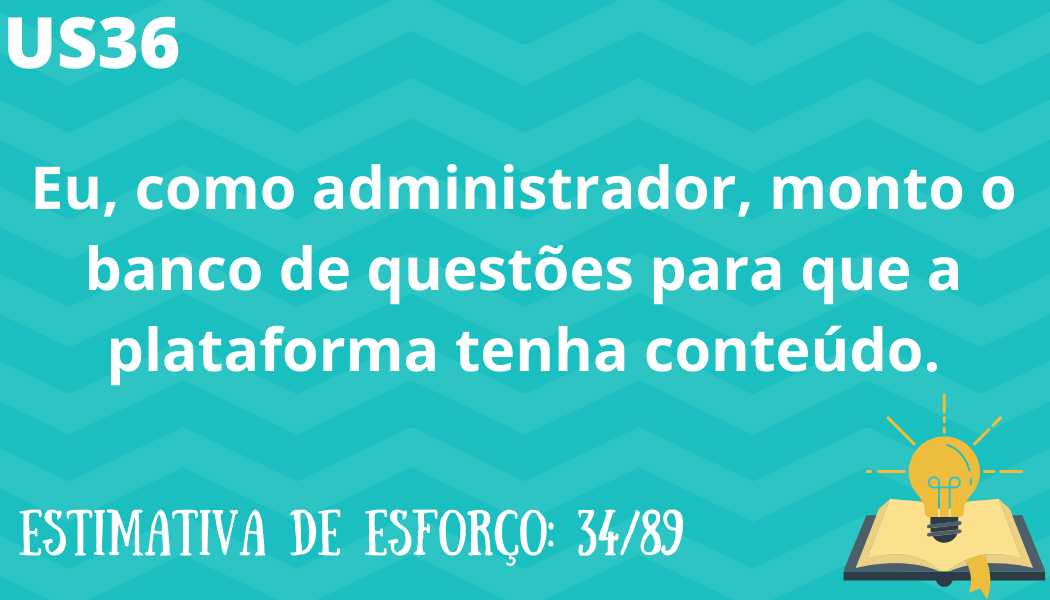 US36
Eu, como administrador, monto o
banco de questões para que a
plataforma tenha conteúdo.
ESTIMATIVA DE ESFORÇO: 34/89